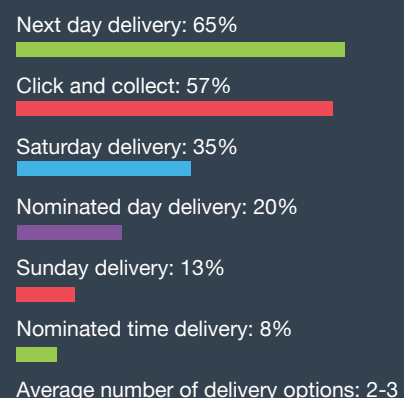 Next day delivery: 65%
Click and collect: 57%
Saturday delivery: 35%
Nominated day delivery: 20%
Sunday delivery: 13%
Nominated time delivery: 8%
Average number of delivery options: 2-3